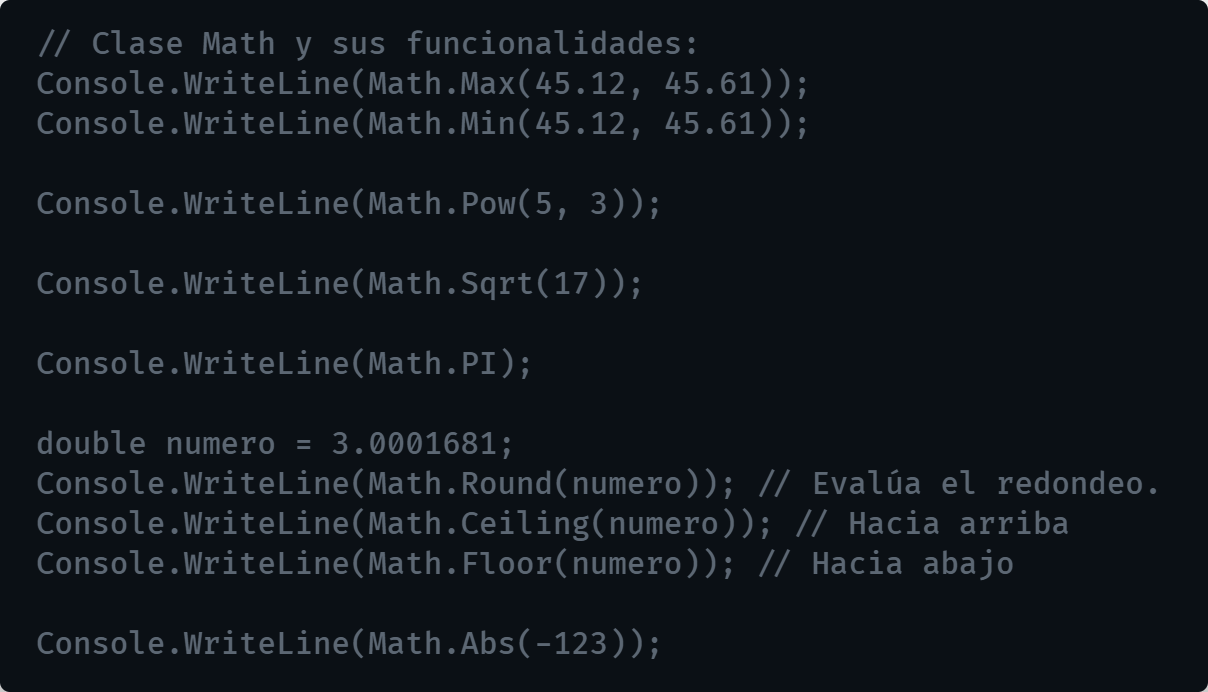 // Clase Math y sus funcionalidades:
Console.WriteLine(Math.Max(45.12, 45.61));
Console.WriteLine(Math.Min(45.12, 45.61));
Console.WriteLine(Math.Pow(5, 3));
Console.WriteLine(Math.Sqrt(17));
Console.WriteLine(Math.PI);
double numero = 3.0001681;
Console.WriteLine(Math.Round(numero)); // Evalúa el redondeo.
Console.WriteLine(Math.Ceiling(numero)); // Hacia arriba
Console.WriteLine(Math.Floor(numero)); // Hacia abajo
Console.WriteLine(Math.Abs(-123));